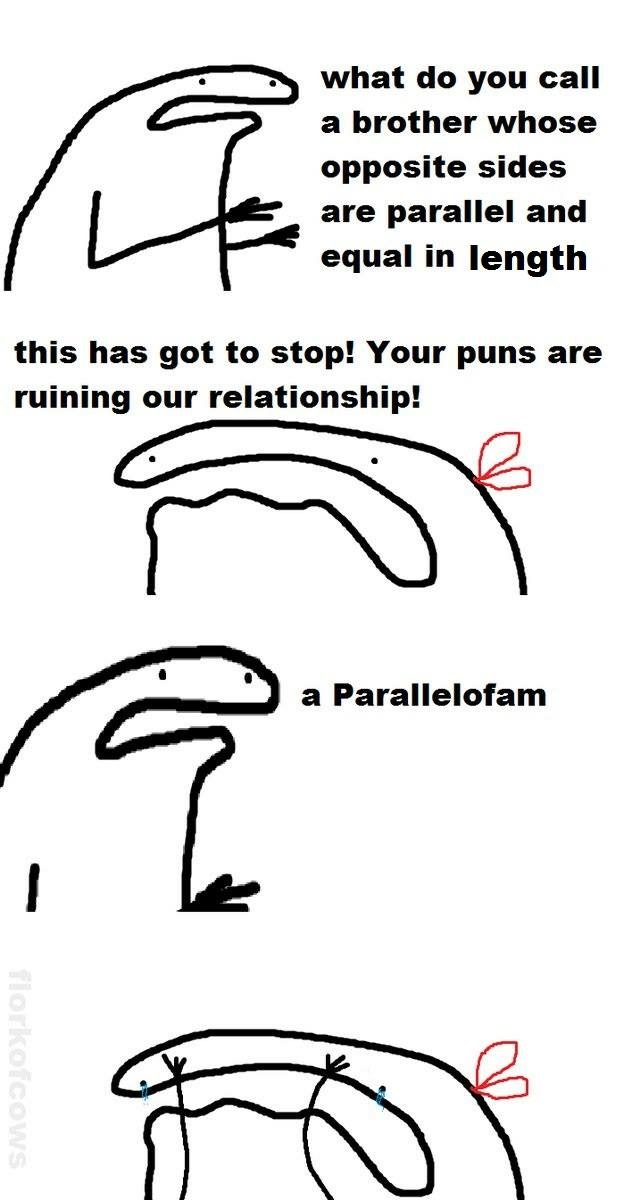 what do you call
a brother whose
opposite sides
are parallel and
equal in length
this has got to stop! Your puns are
ruining our relationship!
a Parallelofam
florkofcows